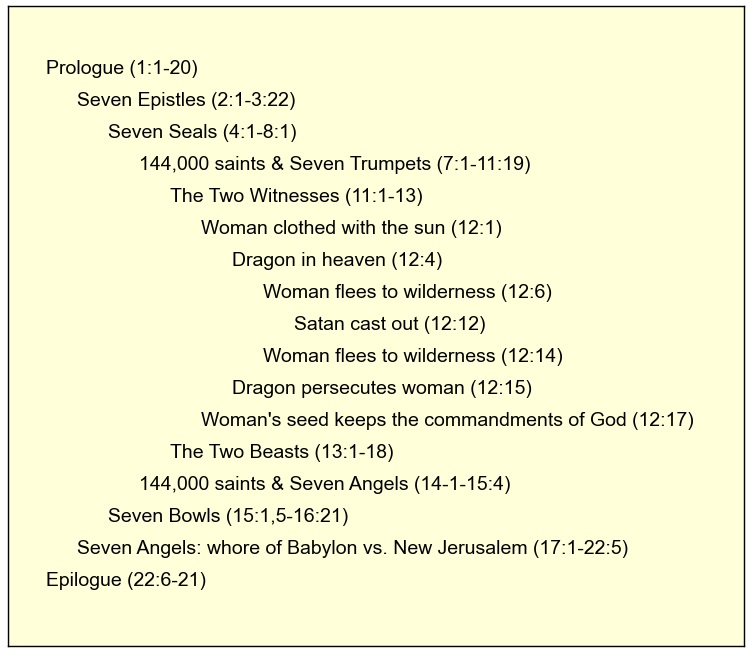 Prologue (1:1-20)
Seven Epistles (2:1-3:22)
Seven Seals (4:1-8:1)
144,000 saints & Seven Trumpets (7:1-11:19)
The Two Witnesses (11:1-13)
Woman clothed with the sun (12:1)
Dragon in heaven (12:4)
Woman flees to wilderness (12:6)
Satan cast out (12:12)
Woman flees to wilderness (12:14)
Dragon persecutes woman (12:15)
Woman's seed keeps the commandments of God (12:17)
The Two Beasts (13:1-18)
144,000 saints & Seven Angels (14-1-15:4)
Seven Bowls (15:1,5-16:21)
Seven Angels: whore of Babylon vs. New Jerusalem (17:1-22:5)
Epilogue (22:6-21)